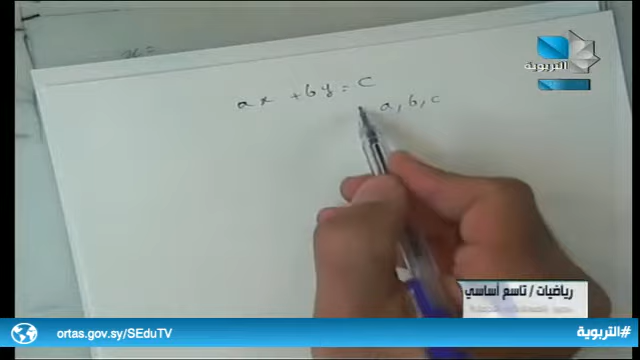 x =
ax + by = c
a, b, c
التربوية
رياضيات / تاسع أساسي
ortas.gov.sy/SEduTV
#التربوية